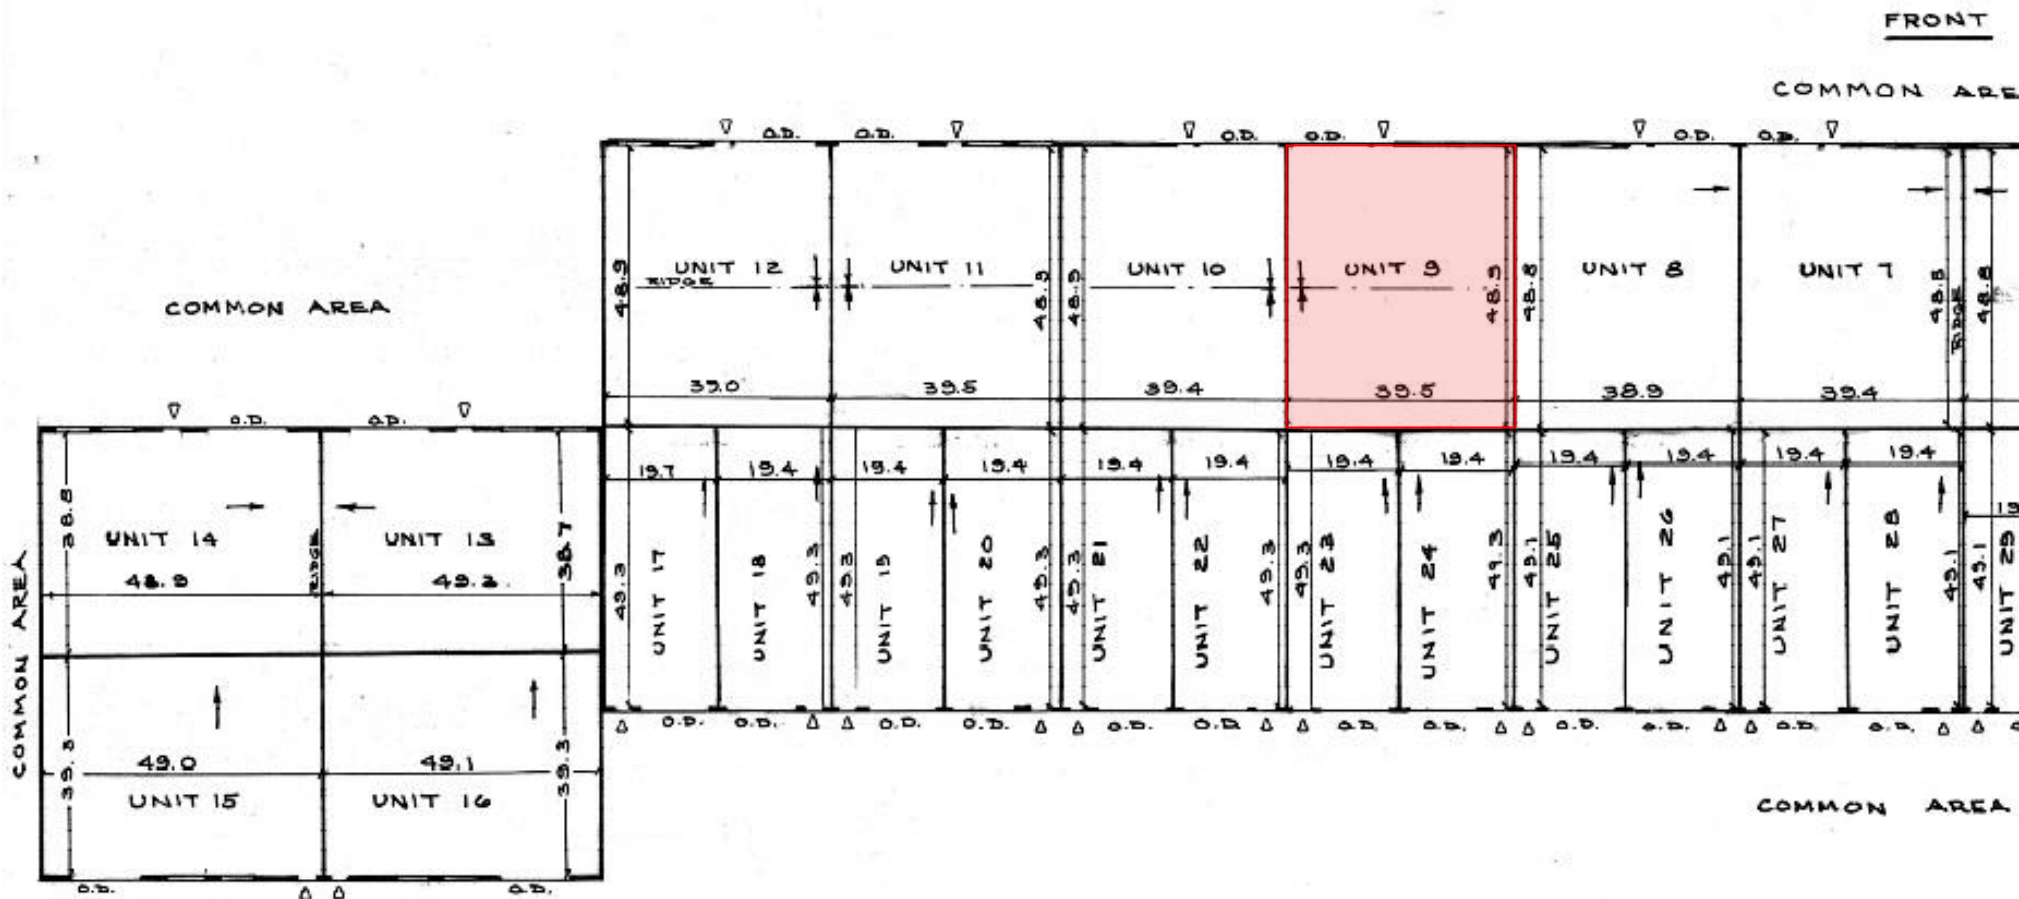 FRONT
COMMON ARE
O.D. O.D. O.D. O.D. O.D. O.D.
UNIT 12 UNIT 11 UNIT 10 UNIT 9 UNIT 8 UNIT 7
RIDGE
48.9 48.9 48.9 48.9 48.8 48.8 48.8
RIDGE
COMMON AREA
39.0 39.5 39.4 39.5 38.9 39.4
O.D. O.D.
19.7 19.4 19.4 19.4 19.4 19.4 19.4 19.4 19.4 19.4 19.4 19.4
19
38.8 38.7
UNIT 14 UNIT 13
RIDGE
48.9 49.2
49.3 49.3 49.3 49.3 49.3 49.3 49.3 49.3 49.1 49.1 49.1 49.1 49.1
UNIT 17 UNIT 18 UNIT 19 UNIT 20 UNIT 21 UNIT 22 UNIT 23 UNIT 24 UNIT 25 UNIT 26 UNIT 27 UNIT 28 UNIT 29
COMMON AREA
O.D. O.D. O.D. O.D. O.D. O.D. O.D. O.D. O.D. O.D. O.D. O.D.
39.3 39.3
49.0 49.1
UNIT 15 UNIT 16
COMMON AREA
O.D. O.D.